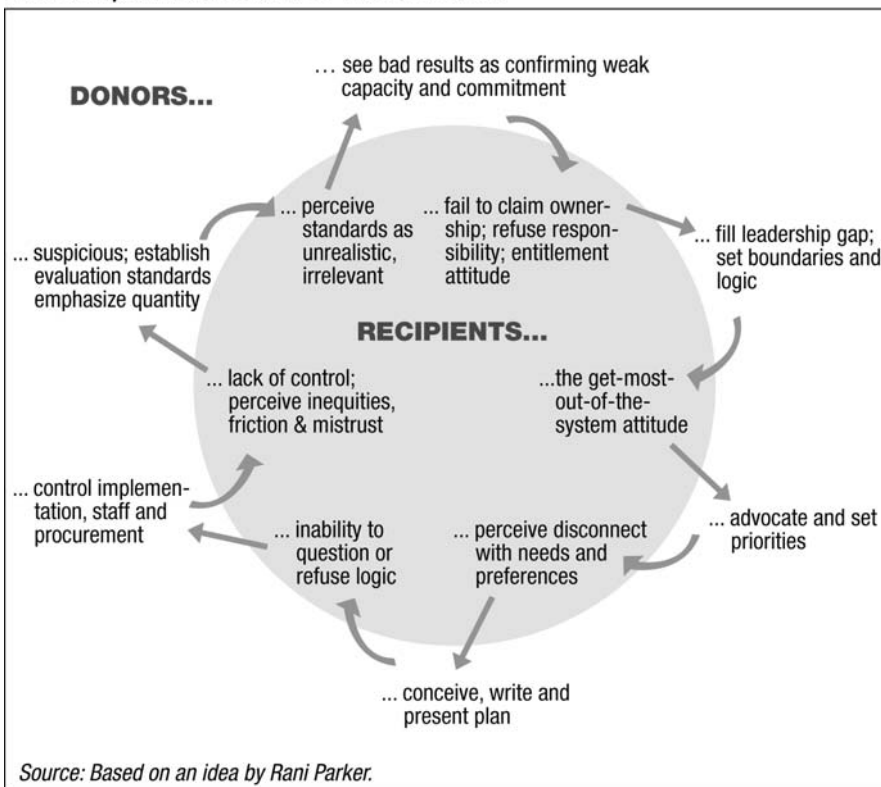 DONORS...
… see bad results as confirming weak
capacity and commitment
... perceive
standards as
unrealistic,
irrelevant
... fail to claim owner-
ship; refuse respon-
sibility; entitlement
attitude
... fill leadership gap;
set boundaries and
logic
... suspicious; establish
evaluation standards
emphasize quantity
RECIPIENTS...
... lack of control;
perceive inequities,
friction & mistrust
...the get-most-
out-of-the-
system attitude
... control implemen-
tation, staff and
procurement
... inability to
question or
refuse logic
... perceive disconnect
with needs and
preferences
... advocate and set
priorities
... conceive, write and
present plan
Source: Based on an idea by Rani Parker.